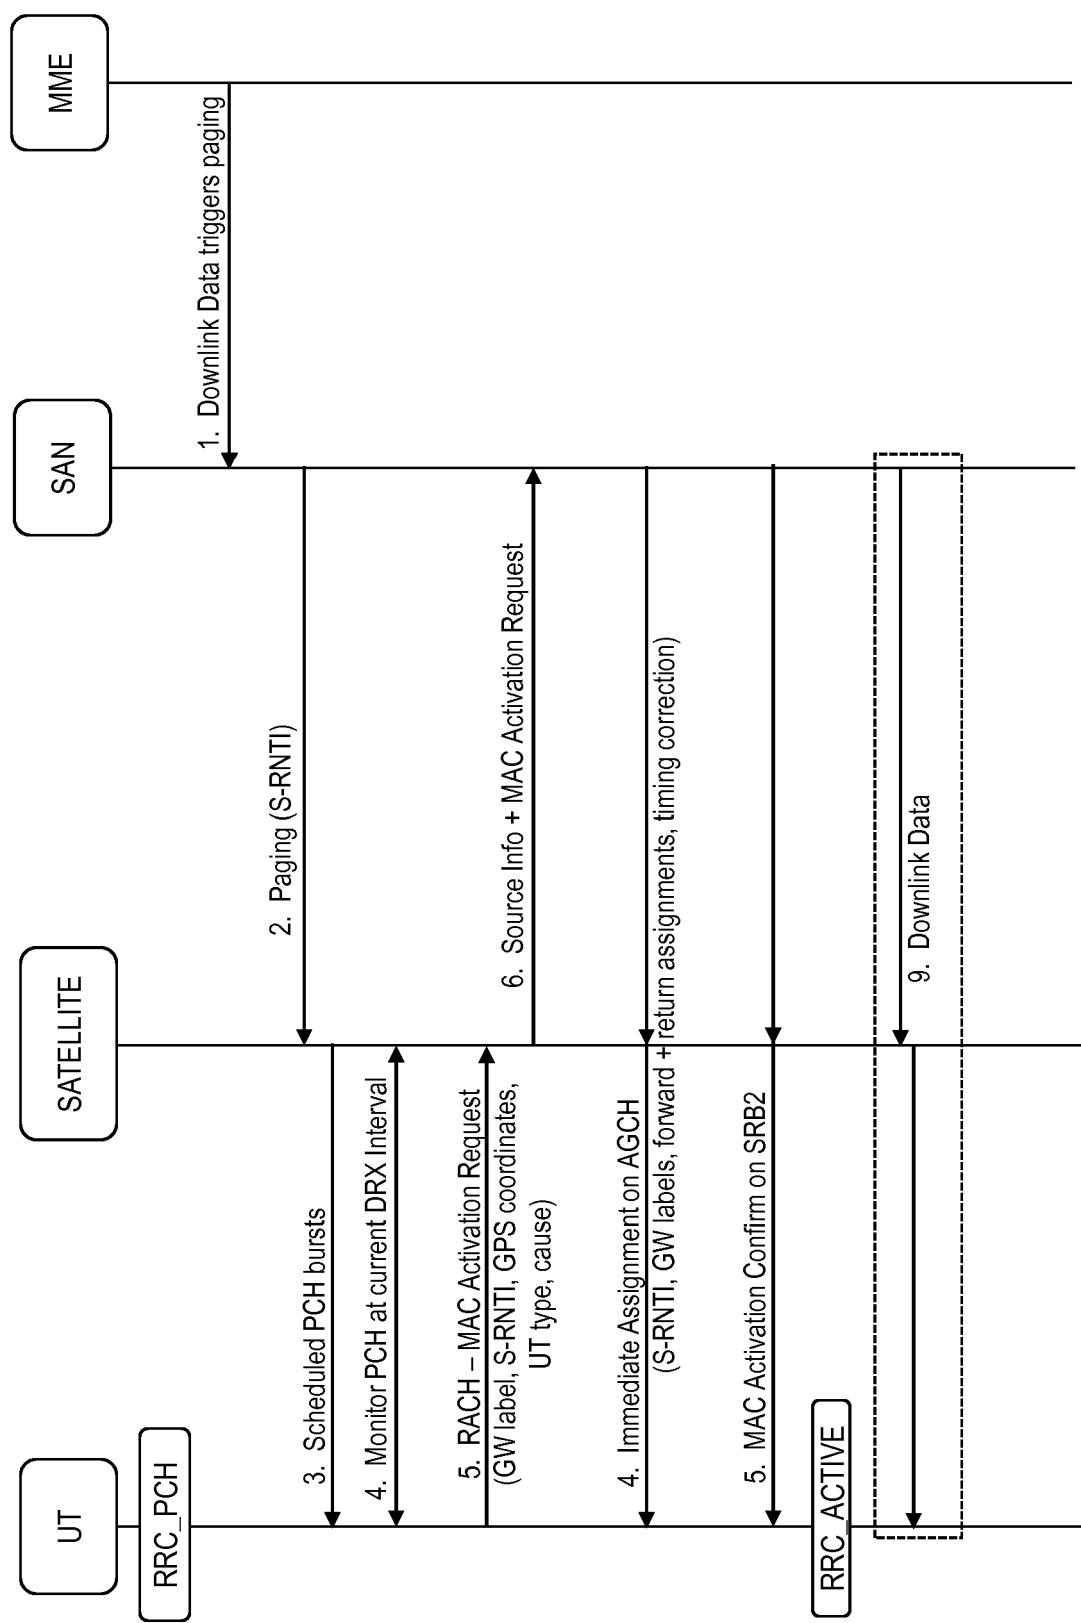 UT
SATELLITE
SAN
MME
RRC_PCH
1. Downlink Data triggers paging
2. Paging (S-RNTI)
3. Scheduled PCH bursts
4. Monitor PCH at current DRX Interval
5. RACH – MAC Activation Request
(GW label, S-RNTI, GPS coordinates,
UT type, cause)
6. Source Info + MAC Activation Request
4. Immediate Assignment on AGCH
(S-RNTI, GW labels, forward + return assignments, timing correction)
5. MAC Activation Confirm on SRB2
RRC_ACTIVE
9. Downlink Data